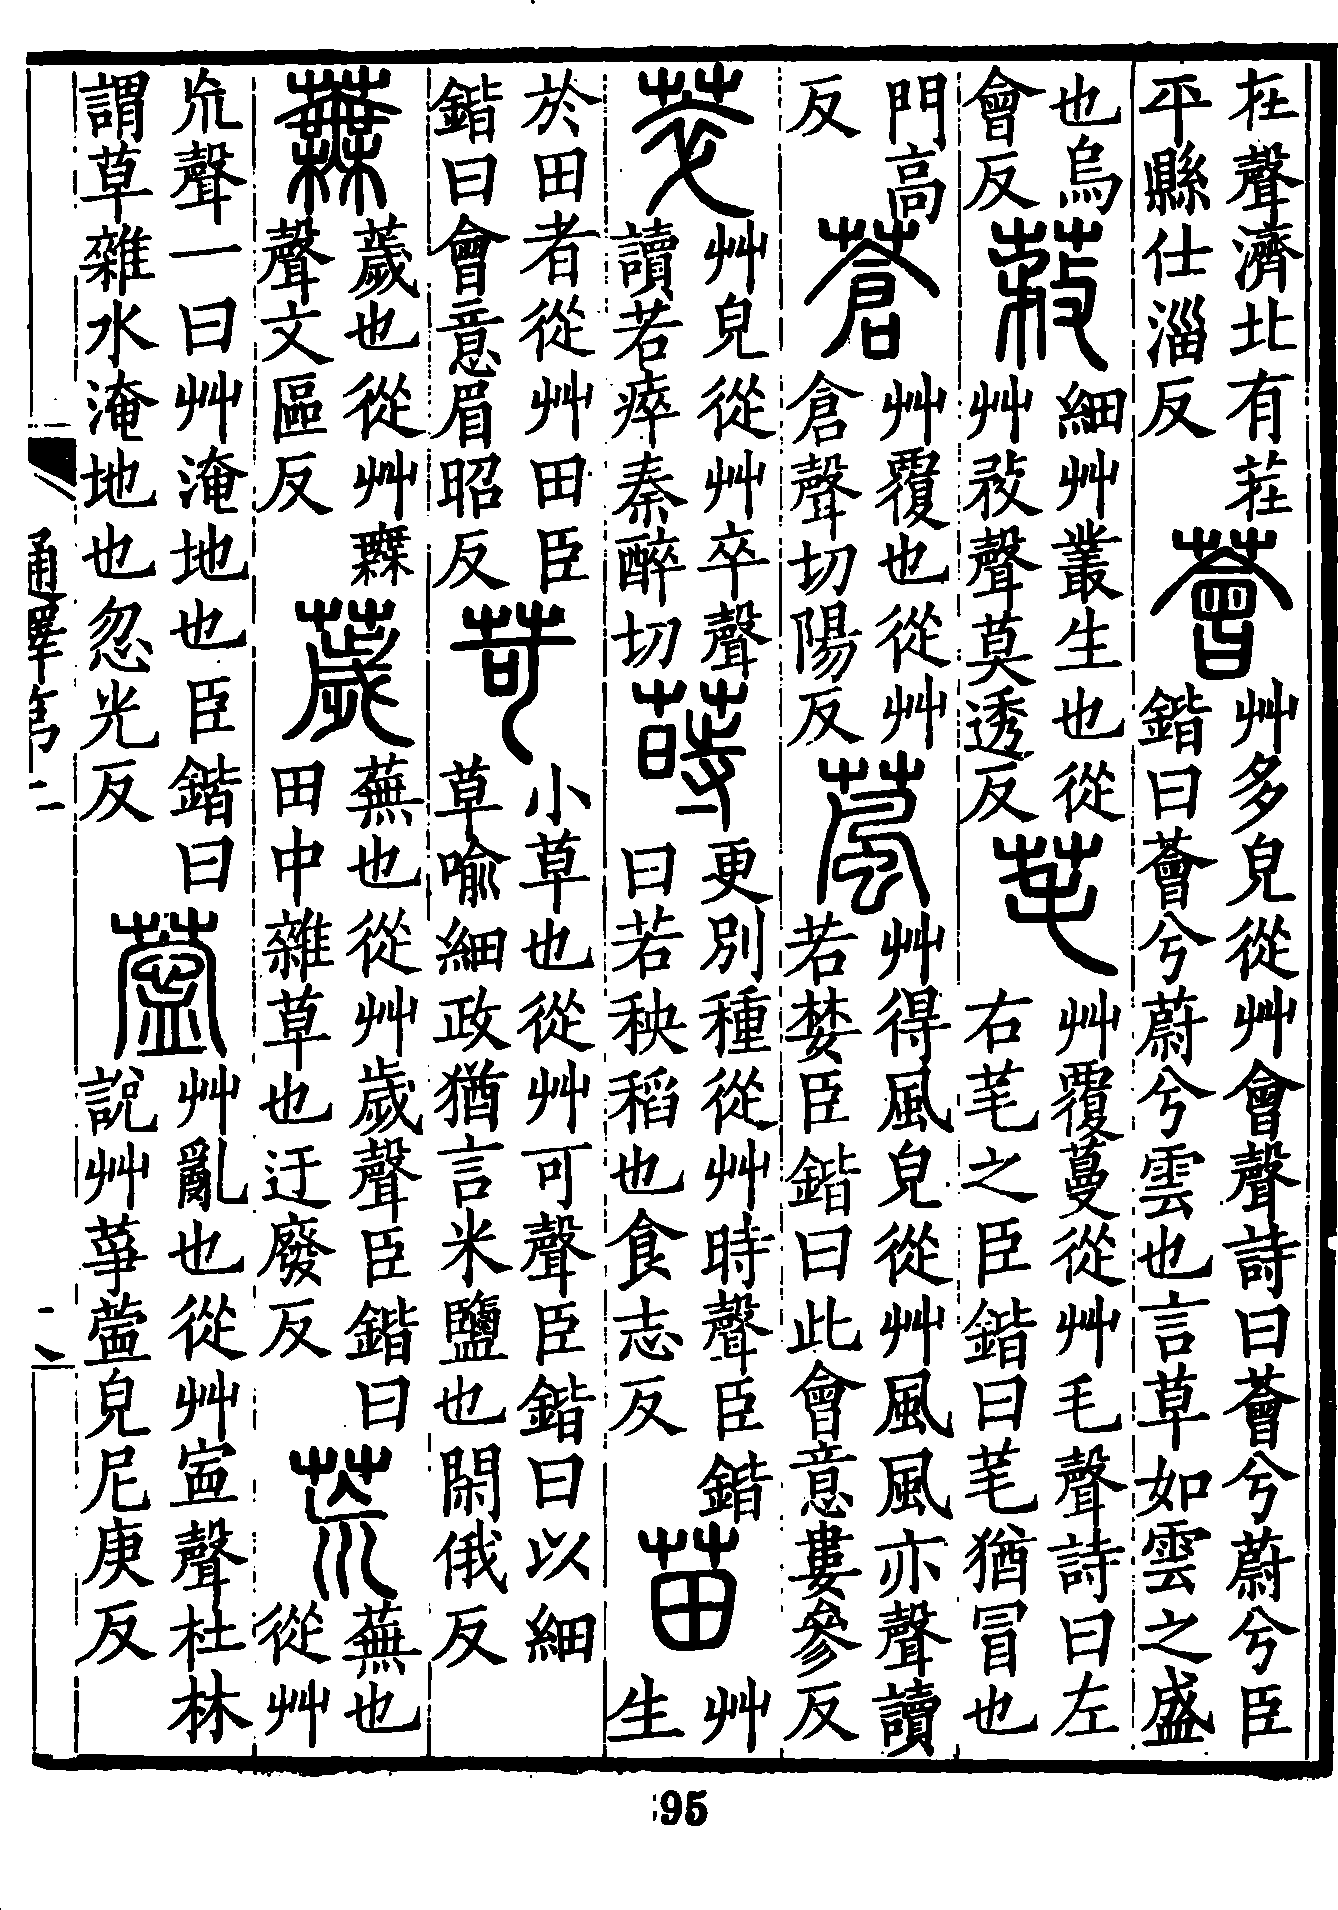 在聲濟北有茬
平縣仕淄反
薈
艸多皃從艸會聲詩曰薈兮蔚兮臣
鍇曰薈兮蔚兮雲也言草如雲之盛
也烏
會反
蓩
細艸叢生也從
艸敄聲莫透反
芼
艸覆蔓從艸毛聲詩曰左
右芼之臣鍇曰芼猶冒也
門高
反
蒼
艸覆也從艸
倉聲切陽反
葻
艸得風皃從艸風風亦聲讀
若婪臣鍇曰此會意婁參反
萃
艸皃從艸卒聲
讀若瘁秦醉切
蒔
更別種從艸時聲臣鍇
曰若秧稻也食志反
苗
艸
生
於田者從艸田臣
鍇曰會意眉昭反
苛
小草也從艸可聲臣鍇曰以細
草喻細政猶言米鹽也閑俄反
蕪
薉也從艸橆
聲文區反
薉
蕪也從艸歲聲臣鍇曰
田中雜草也迂廢反
荒
蕪也
從艸
㠩聲一曰艸淹地也臣鍇曰
謂草雜水淹地也忽光反
薴
艸亂也從艸寍聲杜林
說艸薴皃尼庚反
通釋第二
二
95